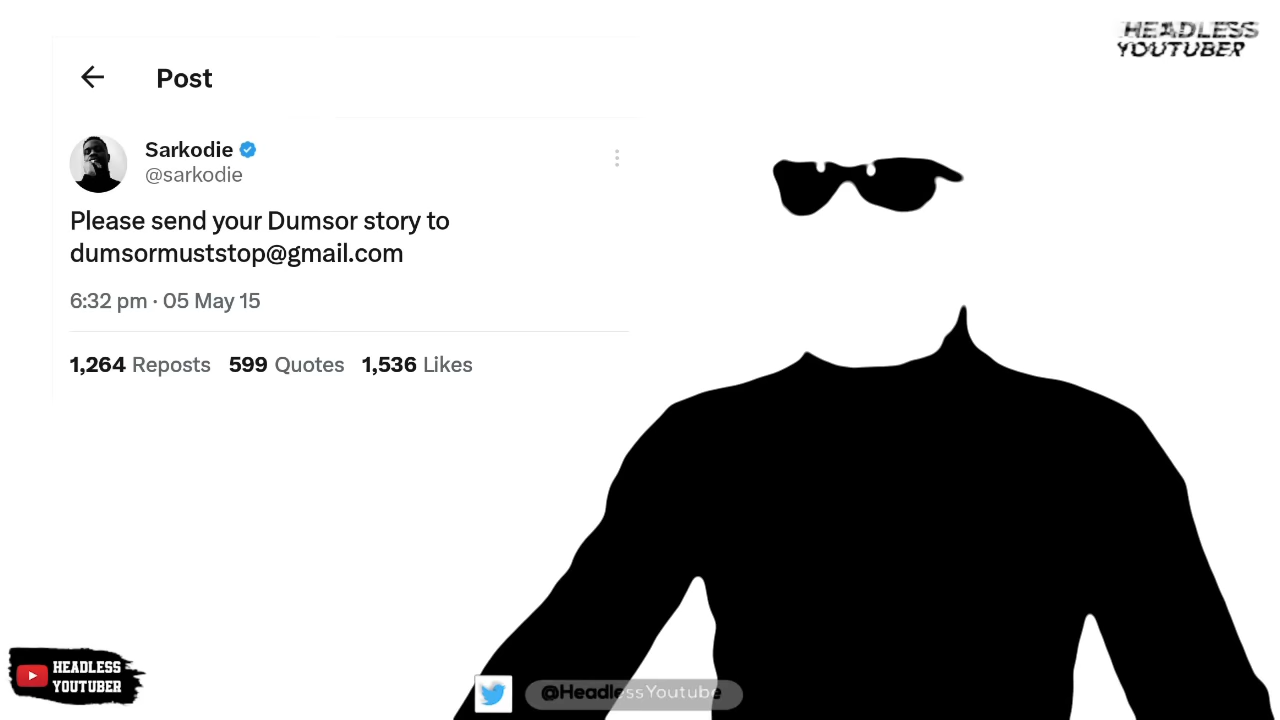 HEADLESS
YOUTUBER
Post
Sarkodie
@sarkodie
Please send your Dumsor story to
dumsormuststop@gmail.com
6:32 pm · 05 May 15
1,264 Reposts 599 Quotes 1,536 Likes
HEADLESS
YOUTUBER
@HeadlessYoutube